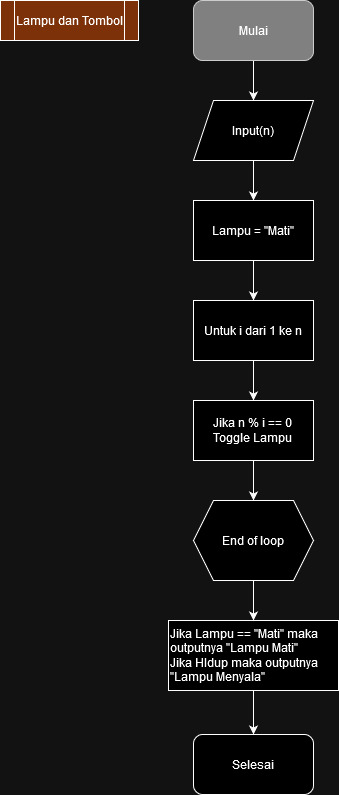 Lampu dan Tombol
Mulai
Input(n)
Lampu = "Mati"
Untuk i dari 1 ke n
Jika n % i == 0
Toggle Lampu
End of loop
Jika Lampu == "Mati" maka
outputnya "Lampu Mati"
Jika HIdup maka outputnya
"Lampu Menyala"
Selesai